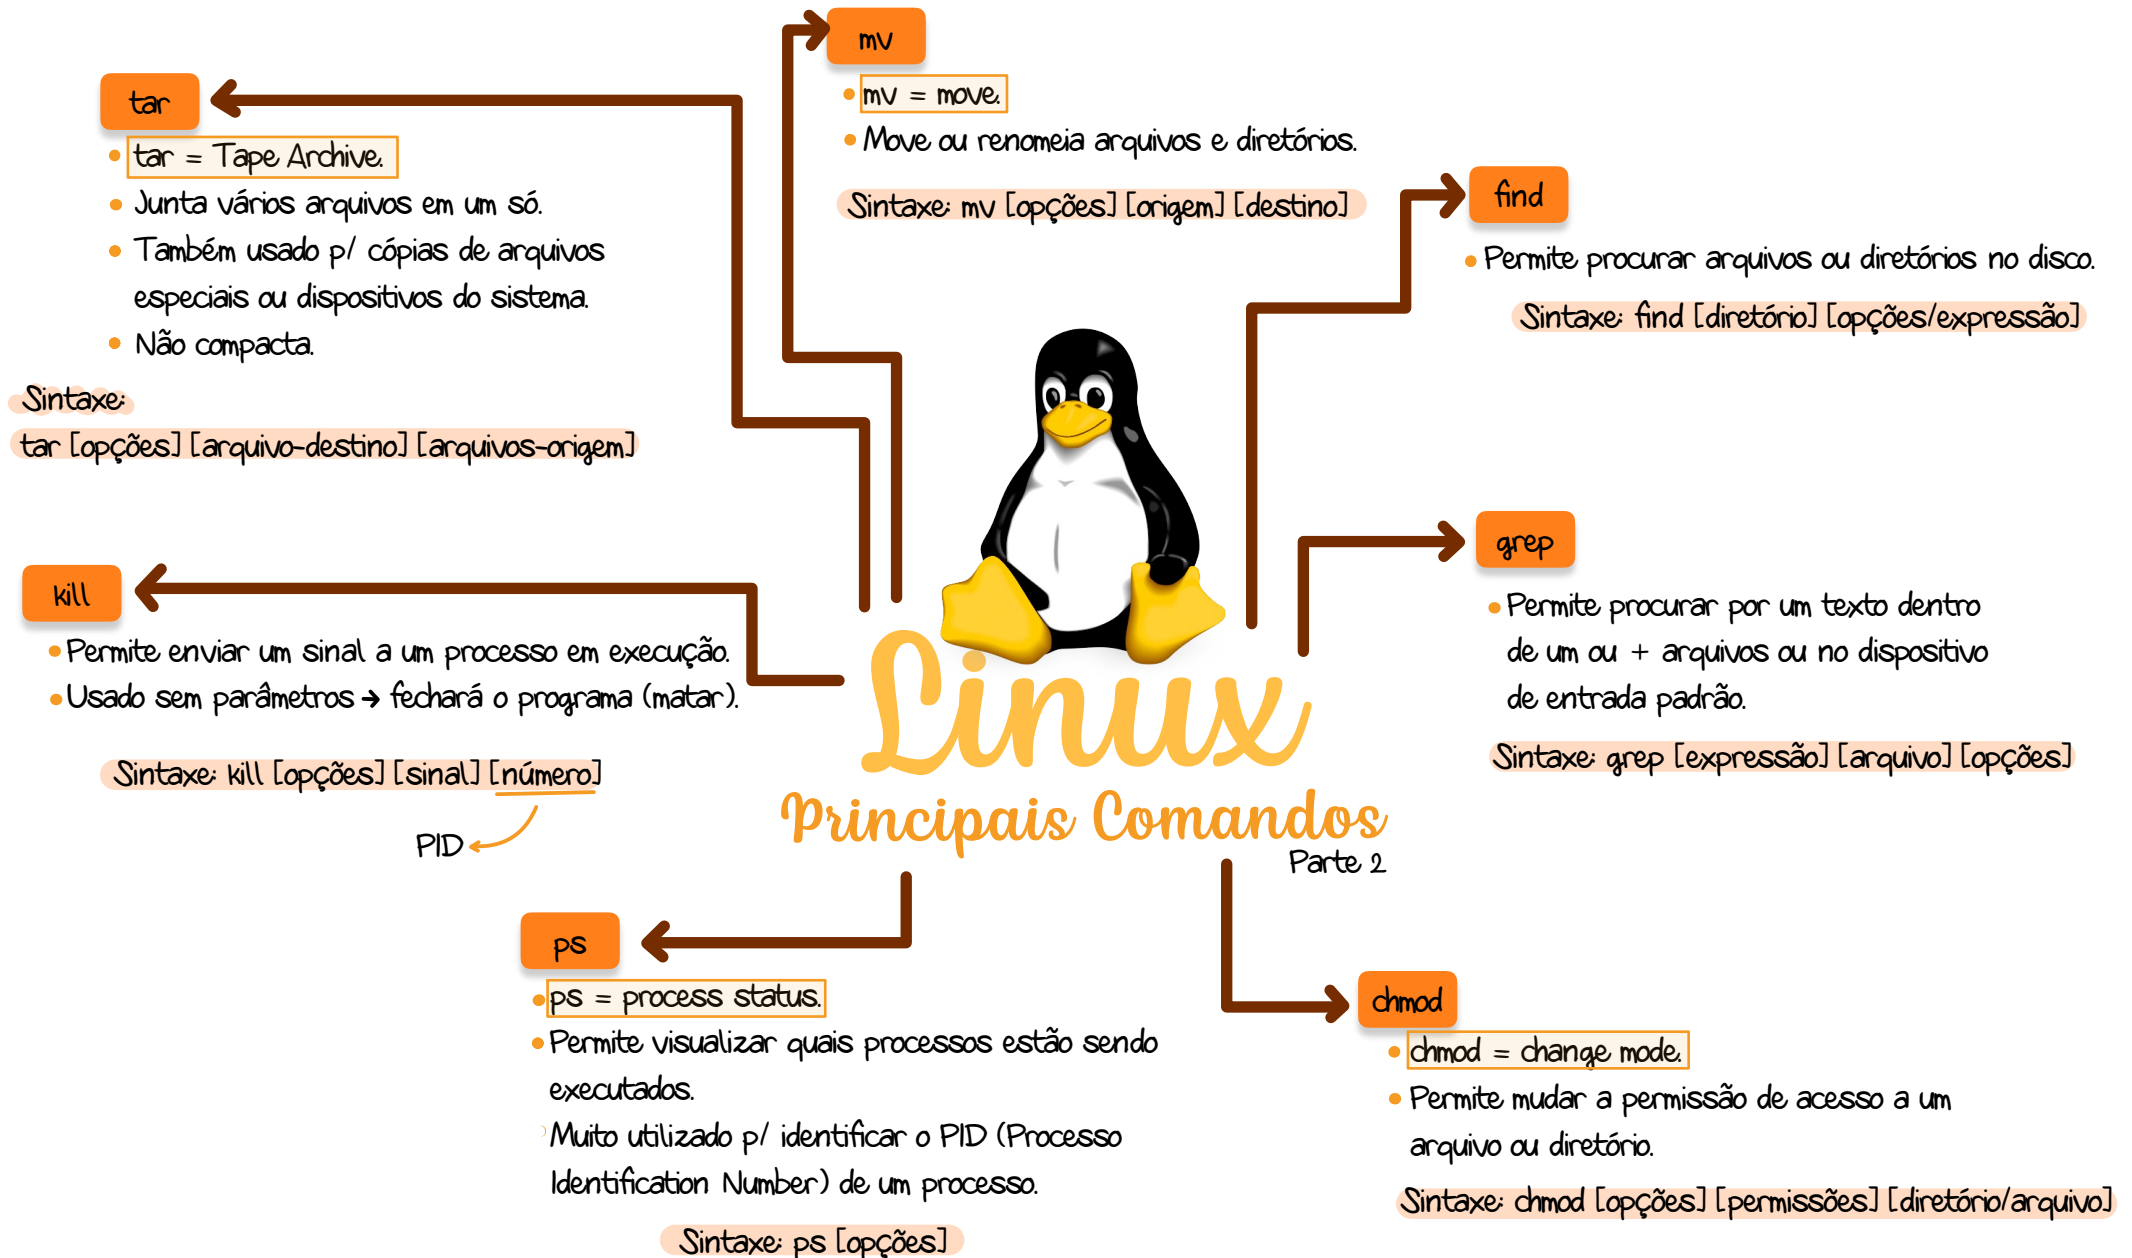 mv
mv = move.
Move ou renomeia arquivos e diretórios.
Sintaxe: mv [opções] [origem] [destino]
tar
tar = Tape Archive.
Junta vários arquivos em um só.
Também usado p/ cópias de arquivos
especiais ou dispositivos do sistema.
Não compacta.
Sintaxe:
tar [opções] [arquivo-destino] [arquivos-origem]
find
Permite procurar arquivos ou diretórios no disco.
Sintaxe: find [diretório] [opções/expressão]
grep
Permite procurar por um texto dentro
de um ou + arquivos ou no dispositivo
de entrada padrão.
Sintaxe: grep [expressão] [arquivo] [opções]
kill
Permite enviar um sinal a um processo em execução.
Usado sem parâmetros → fechará o programa (matar).
Sintaxe: kill [opções] [sinal] [número]
PID
Linux
Principais Comandos
Parte 2
ps
ps = process status.
Permite visualizar quais processos estão sendo
executados.
Muito utilizado p/ identificar o PID (Processo
Identification Number) de um processo.
Sintaxe: ps [opções]
chmod
chmod = change mode.
Permite mudar a permissão de acesso a um
arquivo ou diretório.
Sintaxe: chmod [opções] [permissões] [diretório/arquivo]